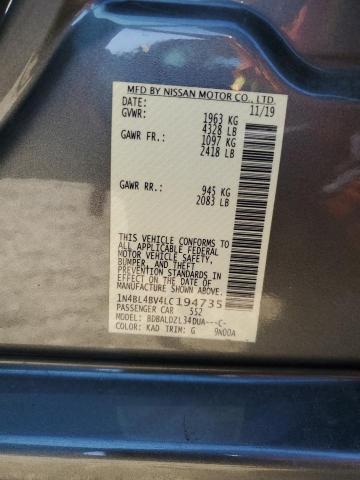 MFD BY NISSAN MOTOR CO., LTD.
DATE: 11/19
GVWR: 1963 KG
4328 LB
GAWR FR.: 1097 KG
2418 LB
GAWR RR.: 945 KG
2083 LB
THIS VEHICLE CONFORMS TO
ALL APPLICABLE FEDERAL
MOTOR VEHICLE SAFETY,
BUMPER, AND THEFT
PREVENTION STANDARDS IN
EFFECT ON THE DATE OF
MANUFACTURE SHOWN ABOVE.
1N4BL4BV4LC194735
PASSENGER CAR 552
MODEL: BDBALDZL34DUA---C-
COLOR: KAD TRIM: G 9N00A